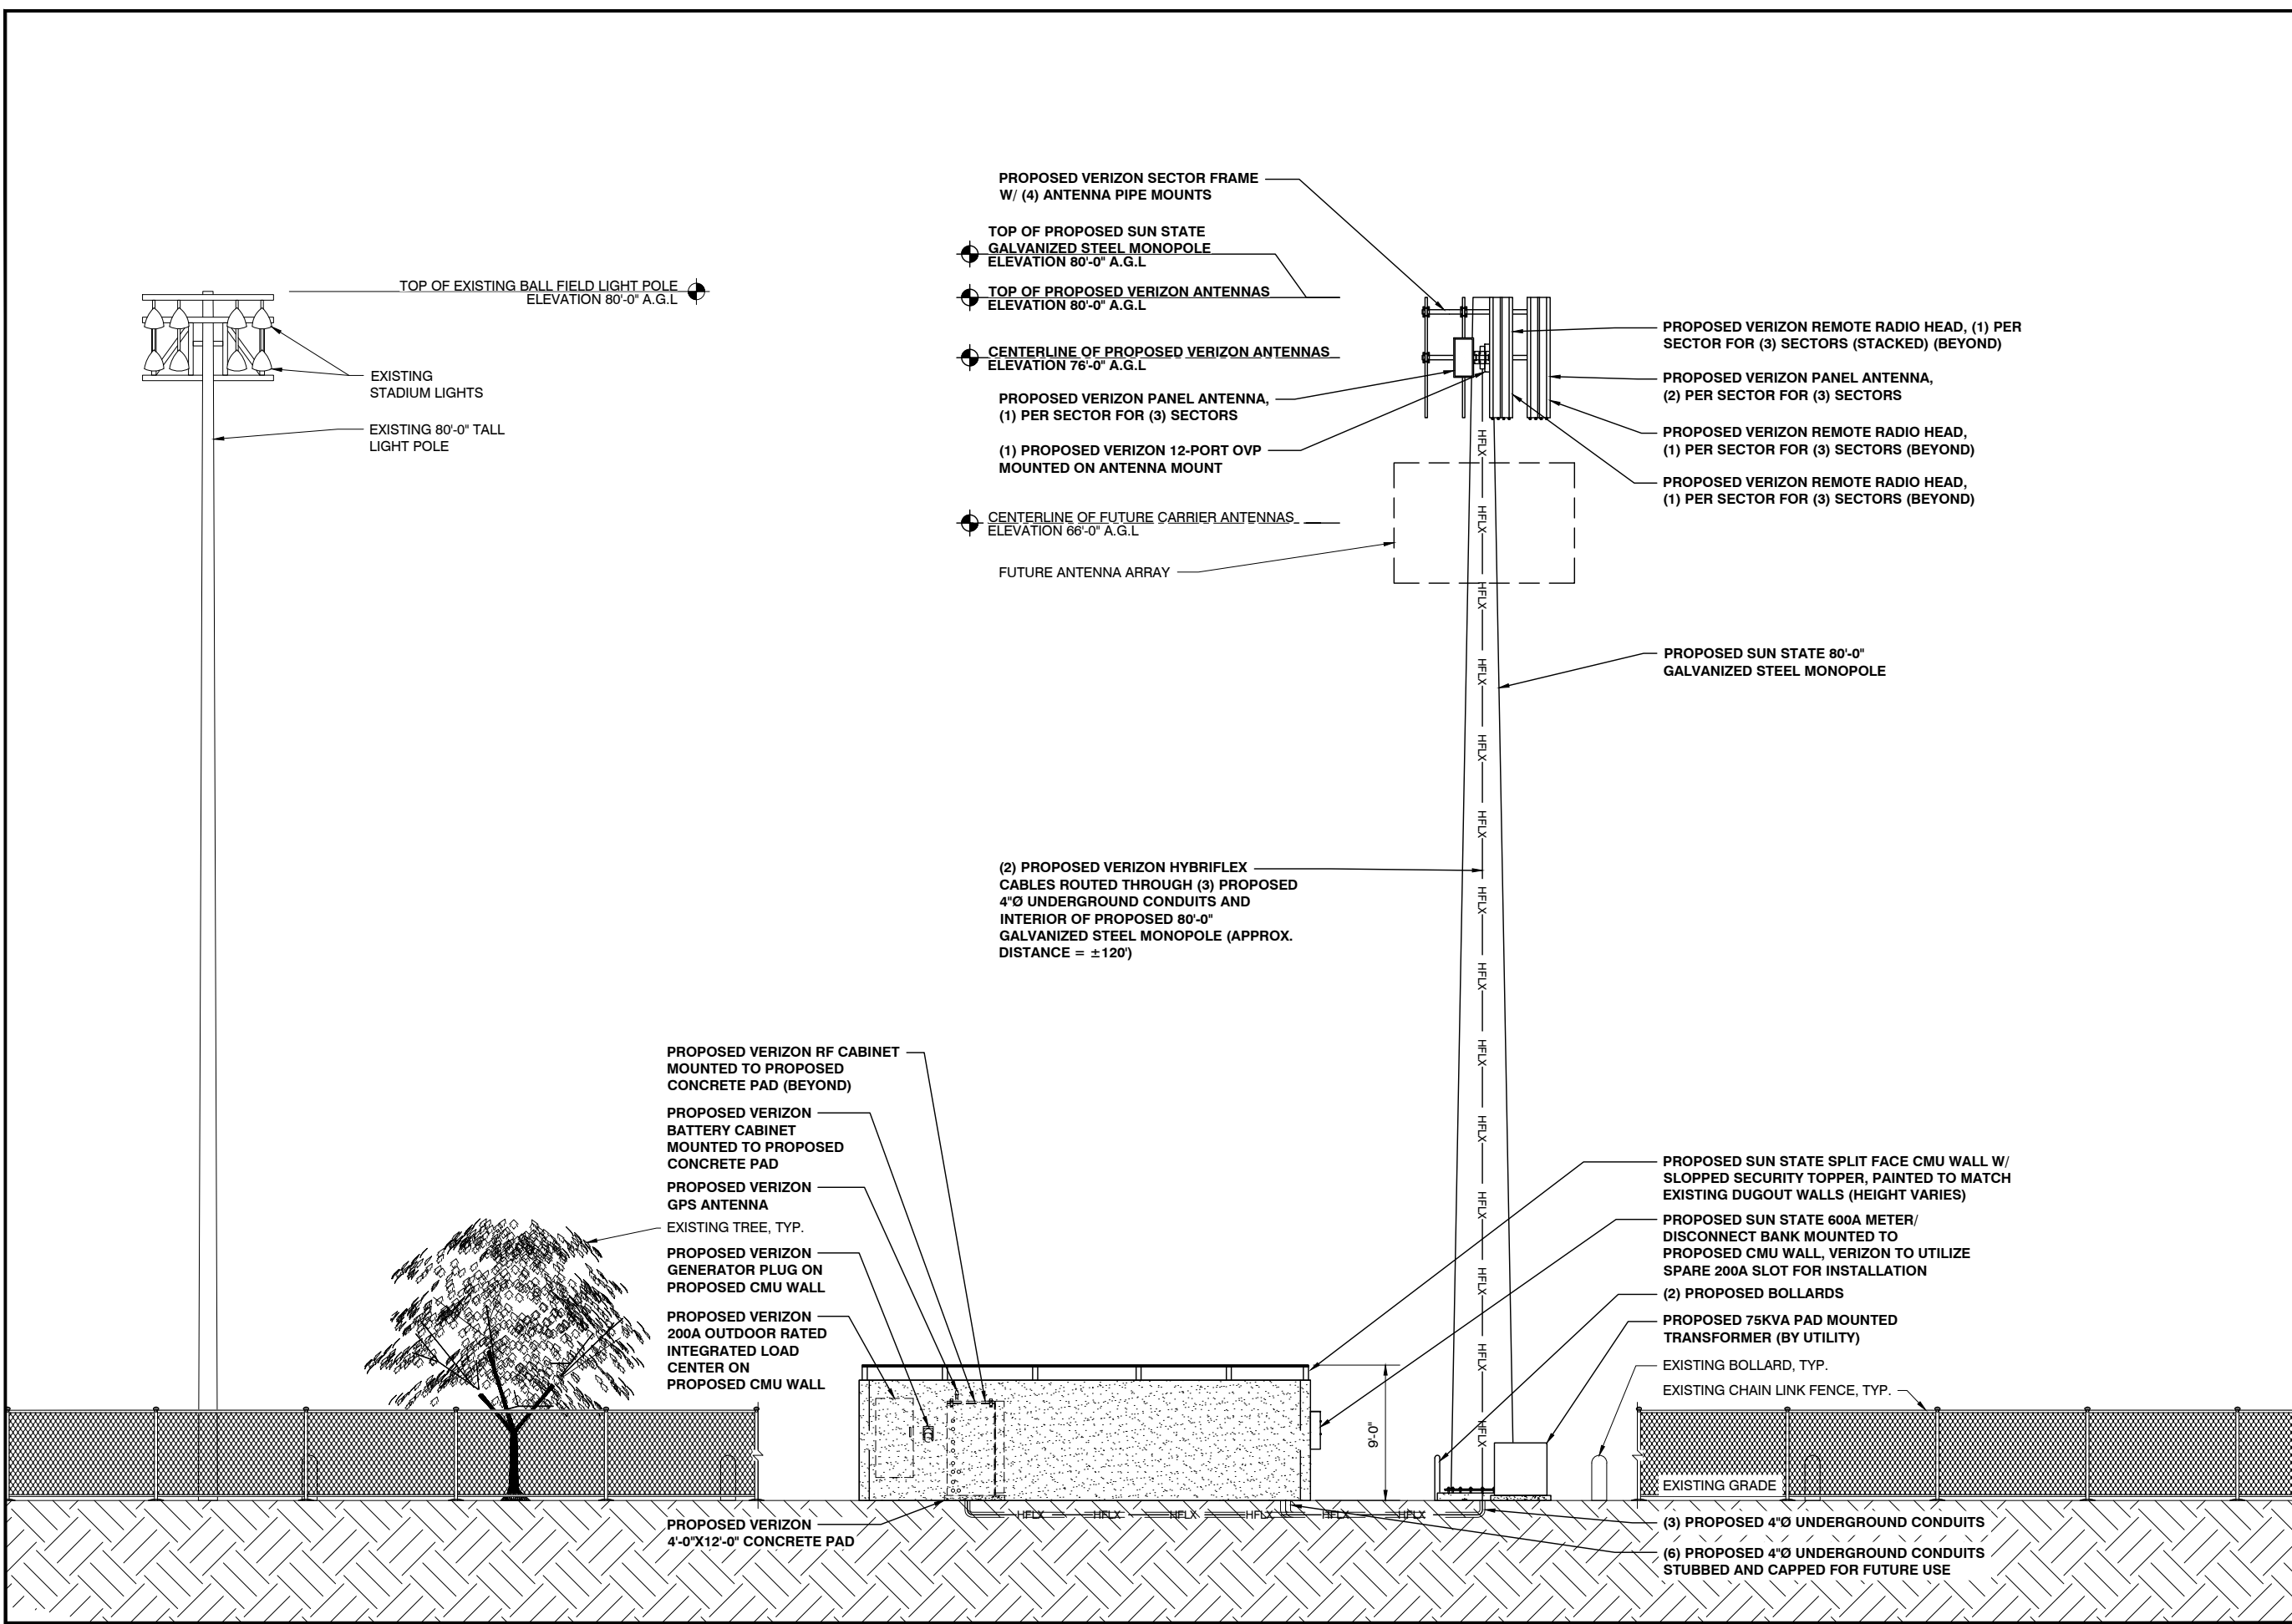 TOP OF EXISTING BALL FIELD LIGHT POLE
ELEVATION 80'-0" A.G.L
EXISTING
STADIUM LIGHTS
EXISTING 80'-0" TALL
LIGHT POLE
PROPOSED VERIZON SECTOR FRAME
W/ (4) ANTENNA PIPE MOUNTS
TOP OF PROPOSED SUN STATE
GALVANIZED STEEL MONOPOLE
ELEVATION 80'-0" A.G.L
TOP OF PROPOSED VERIZON ANTENNAS
ELEVATION 80'-0" A.G.L
CENTERLINE OF PROPOSED VERIZON ANTENNAS
ELEVATION 76'-0" A.G.L
PROPOSED VERIZON PANEL ANTENNA,
(1) PER SECTOR FOR (3) SECTORS
(1) PROPOSED VERIZON 12-PORT OVP
MOUNTED ON ANTENNA MOUNT
CENTERLINE OF FUTURE CARRIER ANTENNAS
ELEVATION 66'-0" A.G.L
FUTURE ANTENNA ARRAY
PROPOSED VERIZON REMOTE RADIO HEAD, (1) PER
SECTOR FOR (3) SECTORS (STACKED) (BEYOND)
PROPOSED VERIZON PANEL ANTENNA,
(2) PER SECTOR FOR (3) SECTORS
PROPOSED VERIZON REMOTE RADIO HEAD,
(1) PER SECTOR FOR (3) SECTORS (BEYOND)
PROPOSED VERIZON REMOTE RADIO HEAD,
(1) PER SECTOR FOR (3) SECTORS (BEYOND)
PROPOSED SUN STATE 80'-0"
GALVANIZED STEEL MONOPOLE
HFLX
HFLX
HFLX
HFLX
HFLX
HFLX
HFLX
HFLX
HFLX
HFLX
HFLX
HFLX
HFLX
HFLX
(2) PROPOSED VERIZON HYBRIFLEX
CABLES ROUTED THROUGH (3) PROPOSED
4"Ø UNDERGROUND CONDUITS AND
INTERIOR OF PROPOSED 80'-0"
GALVANIZED STEEL MONOPOLE (APPROX.
DISTANCE = ±120')
PROPOSED VERIZON RF CABINET
MOUNTED TO PROPOSED
CONCRETE PAD (BEYOND)
PROPOSED VERIZON
BATTERY CABINET
MOUNTED TO PROPOSED
CONCRETE PAD
PROPOSED VERIZON
GPS ANTENNA
EXISTING TREE, TYP.
PROPOSED VERIZON
GENERATOR PLUG ON
PROPOSED CMU WALL
PROPOSED VERIZON
200A OUTDOOR RATED
INTEGRATED LOAD
CENTER ON
PROPOSED CMU WALL
PROPOSED VERIZON
4'-0"X12'-0" CONCRETE PAD
9'-0"
HFLX
HFLX
HFLX
HFLX
HFLX
HFLX
PROPOSED SUN STATE SPLIT FACE CMU WALL W/
SLOPPED SECURITY TOPPER, PAINTED TO MATCH
EXISTING DUGOUT WALLS (HEIGHT VARIES)
PROPOSED SUN STATE 600A METER/
DISCONNECT BANK MOUNTED TO
PROPOSED CMU WALL, VERIZON TO UTILIZE
SPARE 200A SLOT FOR INSTALLATION
(2) PROPOSED BOLLARDS
PROPOSED 75KVA PAD MOUNTED
TRANSFORMER (BY UTILITY)
EXISTING BOLLARD, TYP.
EXISTING CHAIN LINK FENCE, TYP.
EXISTING GRADE
(3) PROPOSED 4"Ø UNDERGROUND CONDUITS
(6) PROPOSED 4"Ø UNDERGROUND CONDUITS
STUBBED AND CAPPED FOR FUTURE USE